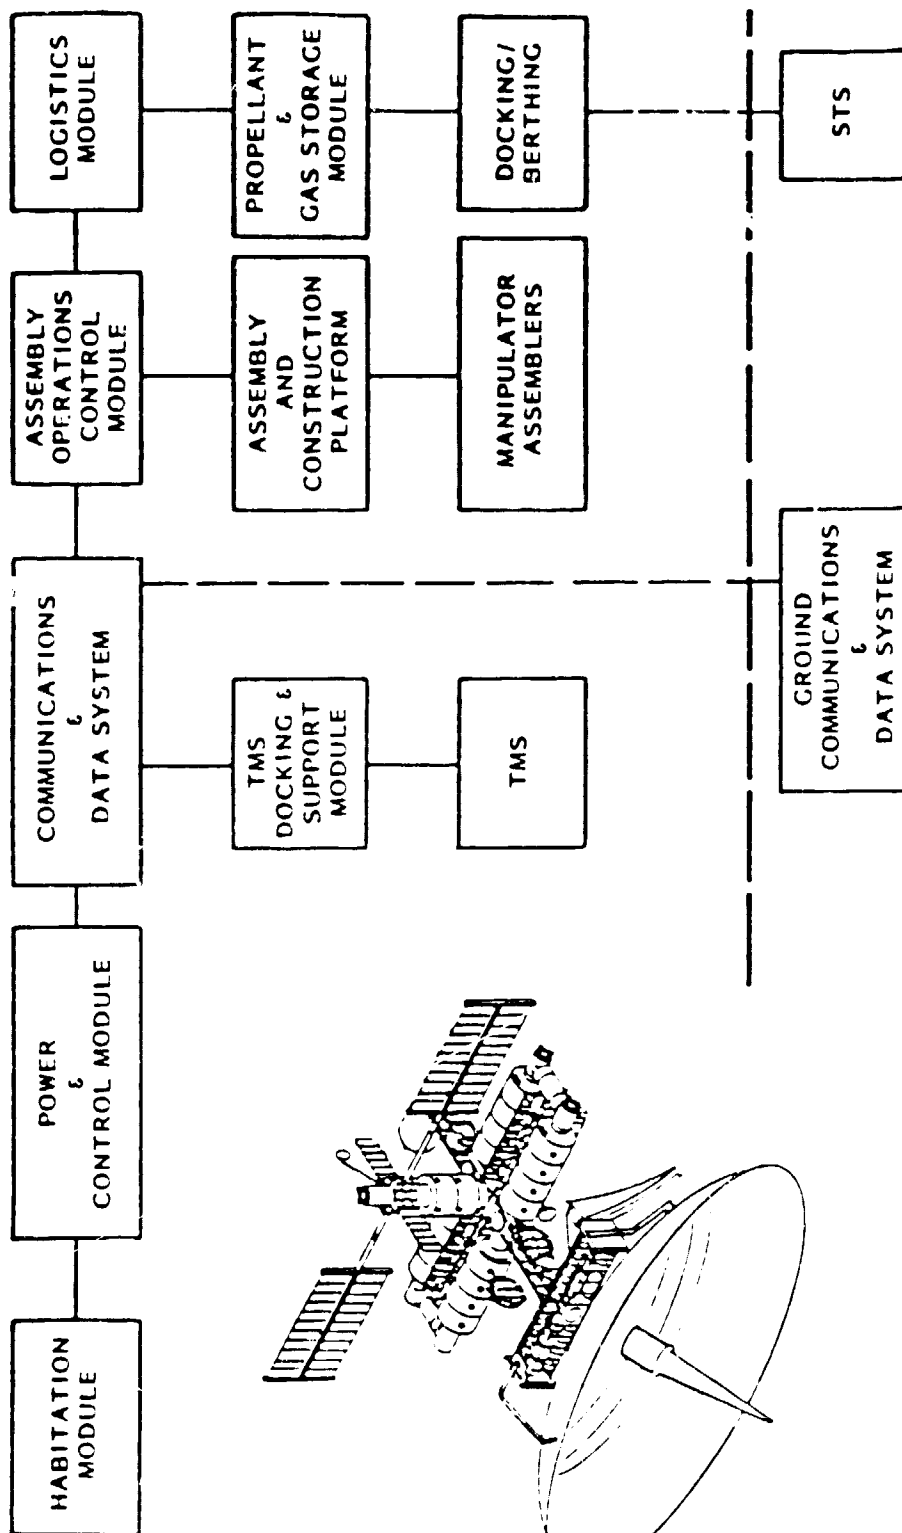 HABITATION
MODULE
POWER
&
CONTROL MODULE
COMMUNICATIONS
&
DATA SYSTEM
ASSEMBLY
OPERATIONS
CONTROL
MODULE
LOGISTICS
MODULE
TMS
DOCKING &
SUPPORT
MODULE
ASSEMBLY
AND
CONSTRUCTION
PLATFORM
PROPELLANT
&
GAS STORAGE
MODULE
TMS
MANIPULATOR
ASSEMBLERS
DOCKING/
BERTHING
GROUND
COMMUNICATIONS
&
DATA SYSTEM
STS